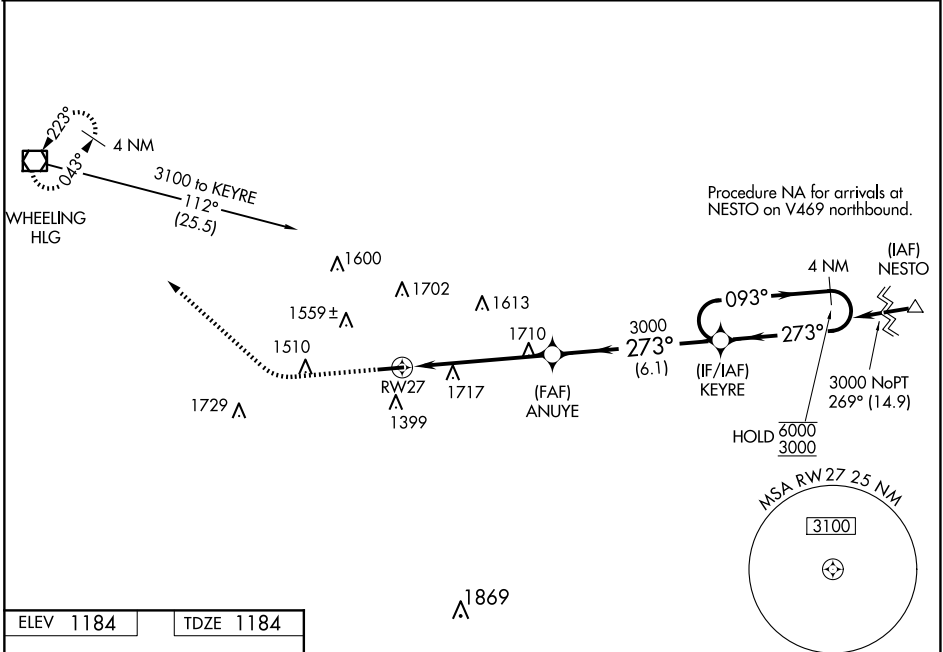 223°
043°
4 NM
WHEELING
HLG
3100 to KEYRE
112°
(25.5)
Procedure NA for arrivals at
NESTO on V469 northbound.
(IAF)
NESTO
4 NM
093°
273°
1600
1702
1559±
1613
1510
1710
3000
273°
(6.1)
(IF/IAF)
KEYRE
3000 NoPT
269° (14.9)
RW27
1717
(FAF)
ANUYE
1729
1399
HOLD 6000
3000
MSA RW27 25 NM
3100
1869
ELEV 1184
TDZE 1184